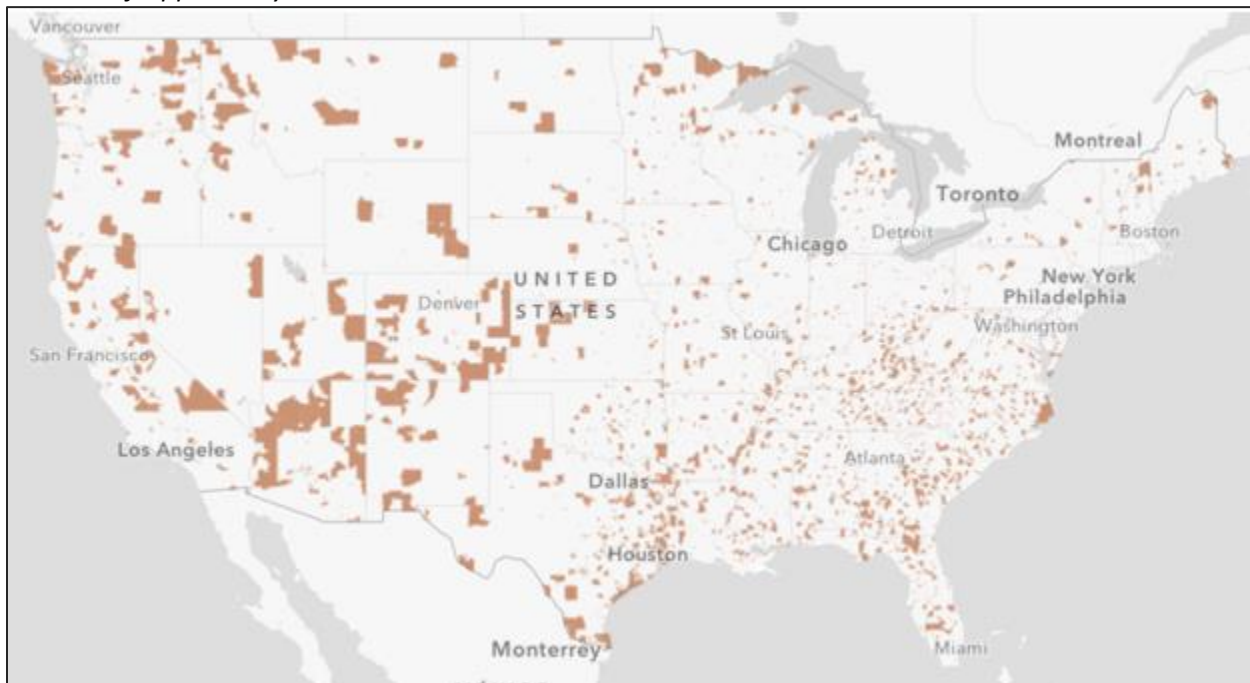 Vancouver
Seattle
Montreal
Toronto
Boston
Detroit
Chicago
New York
Philadelphia
UNITED
STATES
Denver
Washington
St Louis
San Francisco
Los Angeles
Atlanta
Dallas
Houston
Monterrey
Miami